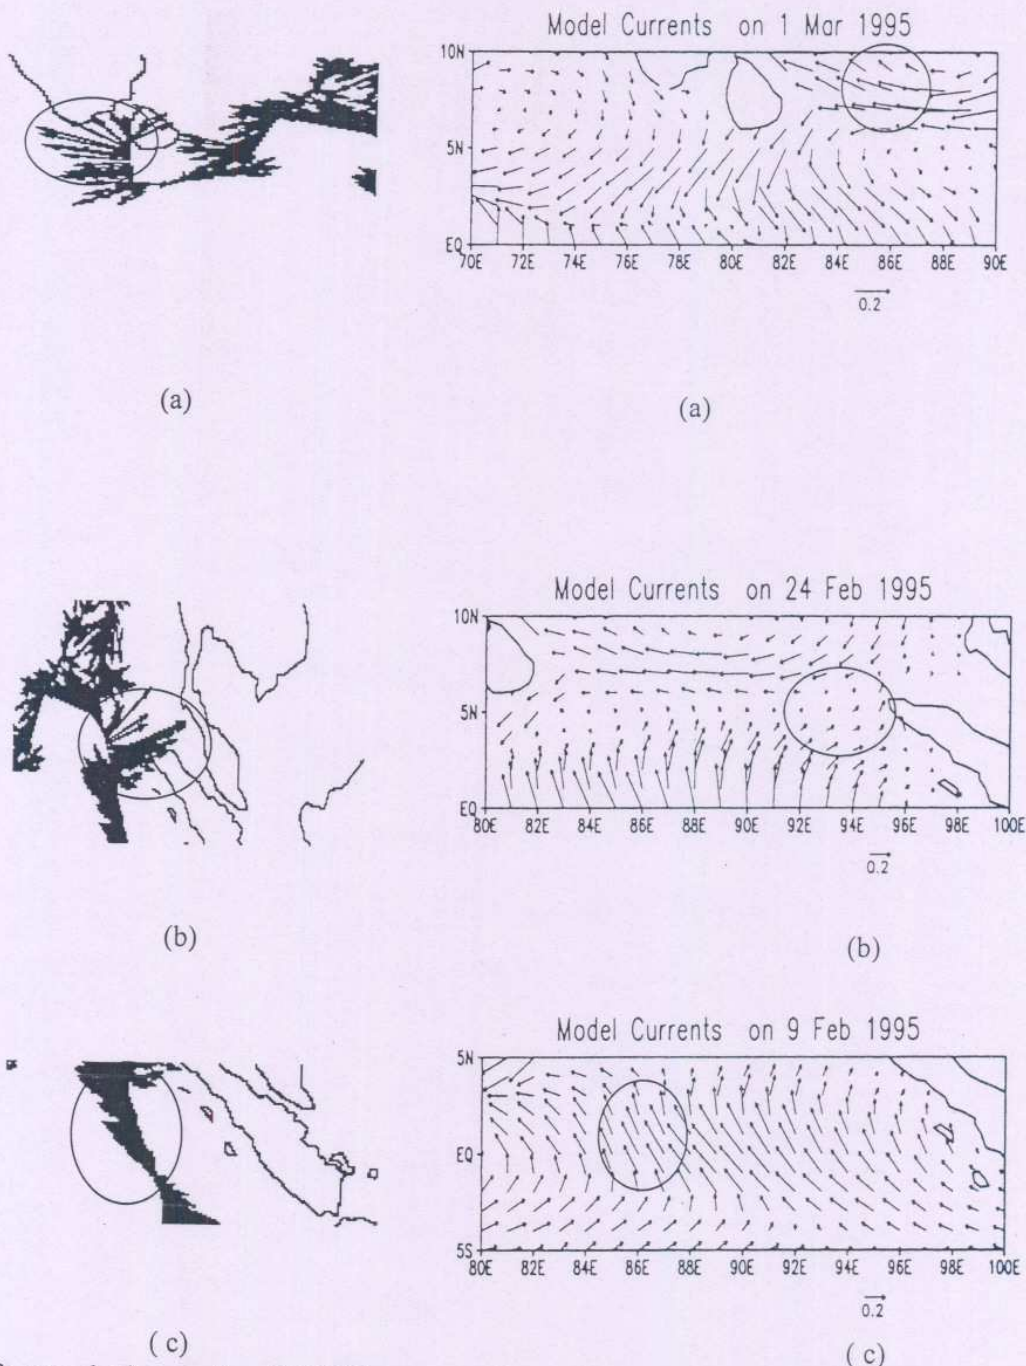 Model Currents on 1 Mar 1995
10N
5N
EQ
70E 72E 74E 76E 78E 80E 82E 84E 86E 88E 90E
0.2
(a)
(a)
Model Currents on 24 Feb 1995
10N
5N
EQ
80E 82E 84E 86E 88E 90E 92E 94E 96E 98E 100E
0.2
(b)
(b)
Model Currents on 9 Feb 1995
5N
EQ
5S
80E 82E 84E 86E 88E 90E 92E 94E 96E 98E 100E
0.2
( c)
( c)